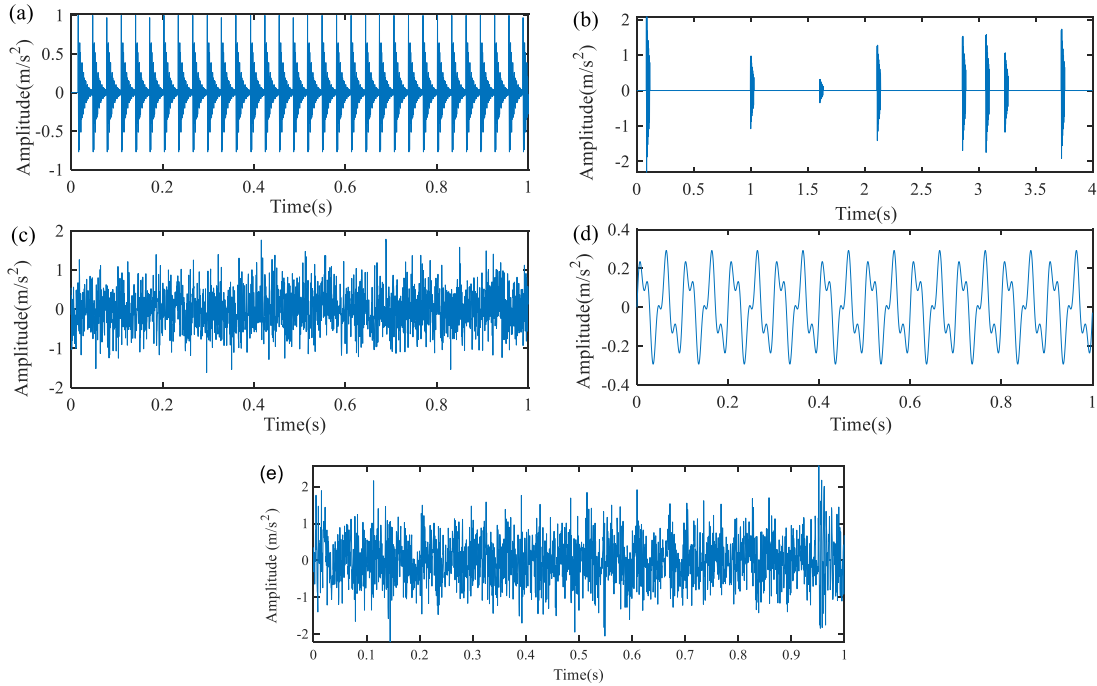 (a)
1
0.5
0
-0.5
-1
Amplitude(m/s²)
0 0.2 0.4 0.6 0.8 1
Time(s)
(b)
2
1
0
-1
-2
Amplitude(m/s²)
0 0.5 1 1.5 2 2.5 3 3.5 4
Time(s)
(c)
2
1
0
-1
-2
Amplitude(m/s²)
0 0.2 0.4 0.6 0.8 1
Time(s)
(d)
0.4
0.2
0
-0.2
-0.4
Amplitude(m/s²)
0 0.2 0.4 0.6 0.8 1
Time(s)
(e)
2
1
0
-1
-2
Amplitude (m/s²)
0 0.1 0.2 0.3 0.4 0.5 0.6 0.7 0.8 0.9 1
Time(s)